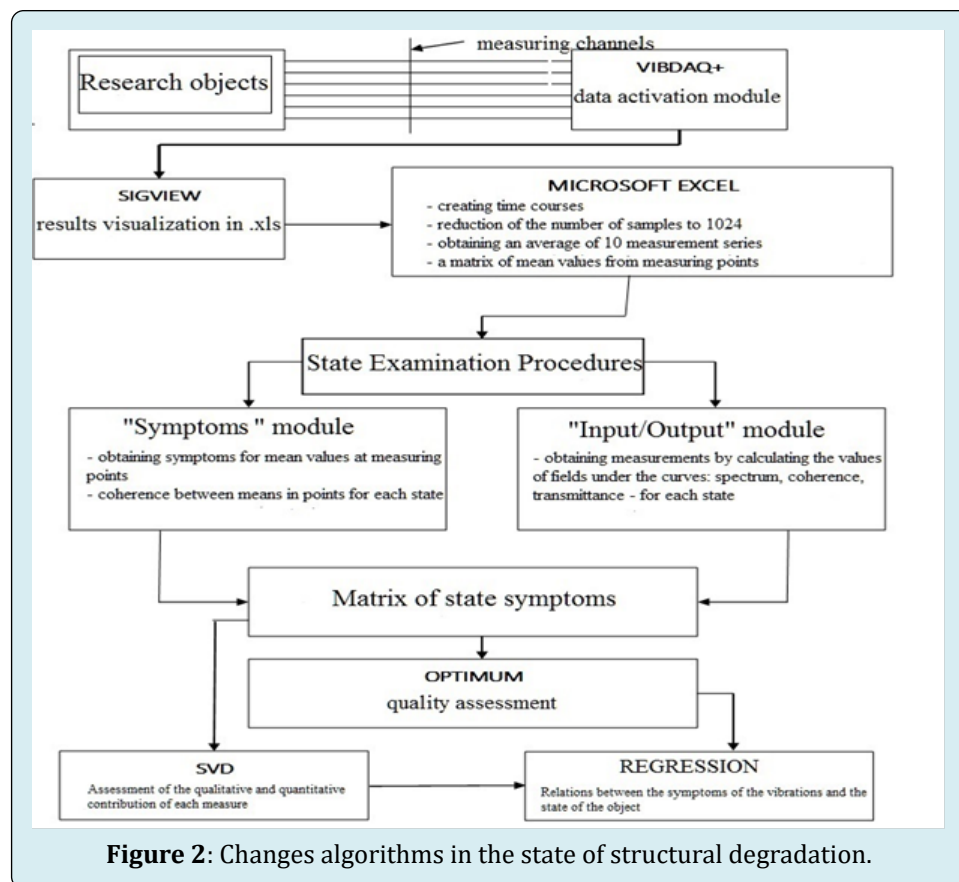 measuring channels
Research objects
VIBDAQ+
data activation module
SIGVIEW
results visualization in .xls
MICROSOFT EXCEL
- creating time courses
- reduction of the number of samples to 1024
- obtaining an average of 10 measurement series
- a matrix of mean values from measuring points
State Examination Procedures
"Symptoms " module
- obtaining symptoms for mean values at measuring
points
- coherence between means in points for each state
"Input/Output" module
- obtaining measurements by calculating the values
of fields under the curves: spectrum, coherence,
transmittance - for each state
Matrix of state symptoms
OPTIMUM
quality assessment
SVD
Assessment of the qualitative and quantitative
contribution of each measure
REGRESSION
Relations between the symptoms of the vibrations and the
state of the object
Figure 2: Changes algorithms in the state of structural degradation.